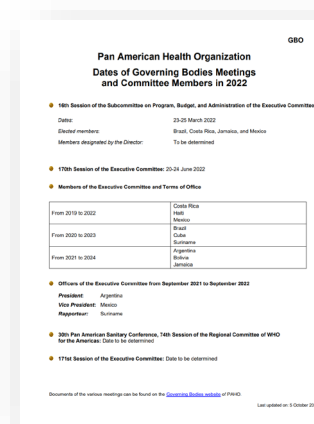 GBO
Pan American Health Organization
Dates of Governing Bodies Meetings
and Committee Members in 2022
16th Session of the Subcommittee on Program, Budget, and Administration of the Executive Committee
Dates: 23-25 March 2022
Elected members: Brazil, Costa Rica, Jamaica, and Mexico
Members designated by the Director: To be determined
170th Session of the Executive Committee: 20-24 June 2022
Members of the Executive Committee and Terms of Office
From 2019 to 2022
Costa Rica
Haiti
Mexico
From 2020 to 2023
Brazil
Cuba
Suriname
From 2021 to 2024
Argentina
Bolivia
Jamaica
Officers of the Executive Committee from September 2021 to September 2022
President: Argentina
Vice President: Mexico
Rapporteur: Suriname
30th Pan American Sanitary Conference, 74th Session of the Regional Committee of WHO
for the Americas: Date to be determined
171st Session of the Executive Committee: Date to be determined
Documents of the various meetings can be found on the Governing Bodies website of PAHO.
Last updated on: 5 October 20